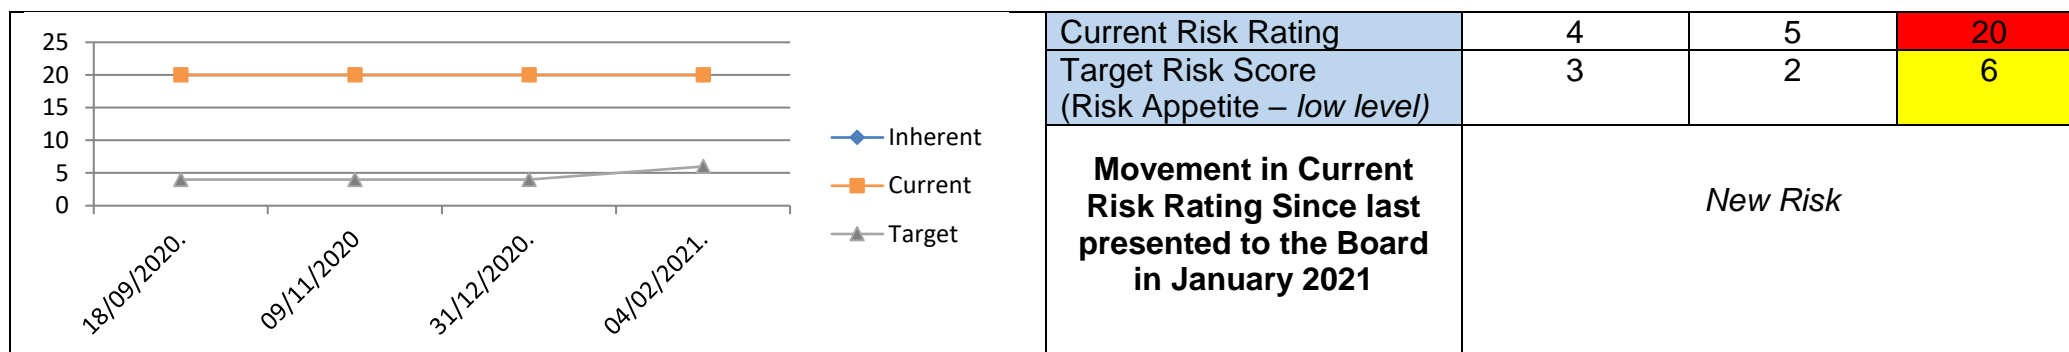 25
20
15
10
5
0
18/09/2020.
09/11/2020
31/12/2020.
04/02/2021.
Inherent
Current
Target
Current Risk Rating 4 5 20
Target Risk Score 3 2 6
(Risk Appetite – low level)
Movement in Current
Risk Rating Since last
presented to the Board
in January 2021
New Risk